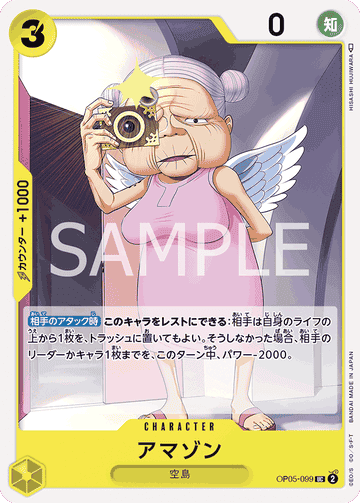 3
0
知
HISASHI FUJIWARA
カウンター +1000
SAMPLE
相手のアタック時 このキャラをレストにできる:相手は自身のライフの
上から1枚を、トラッシュに置いてもよい。そうしなかった場合、相手の
リーダーかキャラ1枚までを、このターン中、パワー-2000。
CHARACTER
アマゾン
空島
OP05-099 UC 2
BANDAI MADE IN JAPAN
©E.O/S ©O./S･F･T